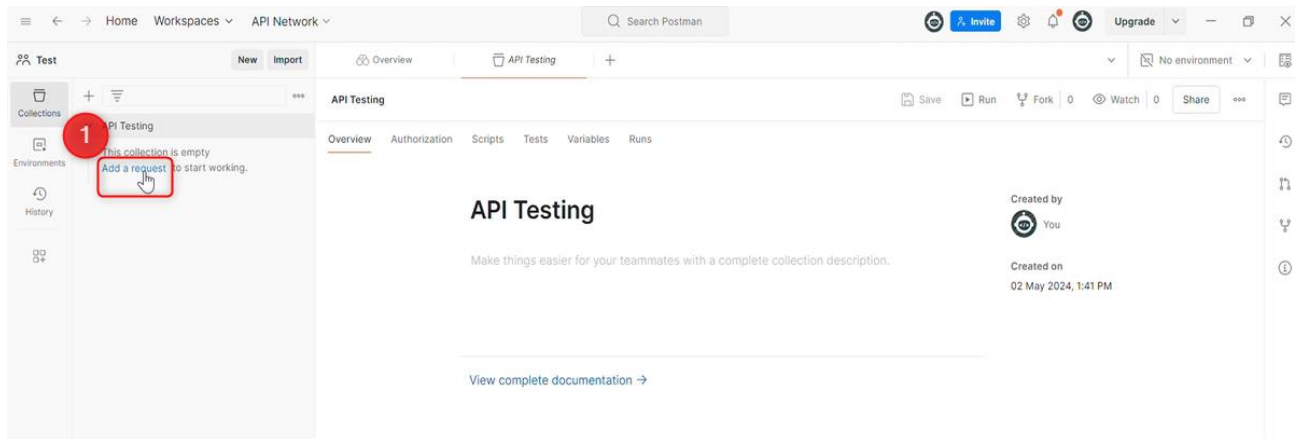 Home Workspaces API Network Search Postman Invite Upgrade
Test New Import Overview API Testing No environment
Collections
API Testing Save Run Fork 0 Watch 0 Share
1
API Testing
This collection is empty
Add a request to start working.
Overview Authorization Scripts Tests Variables Runs
Environments
History
API Testing
Make things easier for your teammates with a complete collection description.
View complete documentation →
Created by
You
Created on
02 May 2024, 1:41 PM